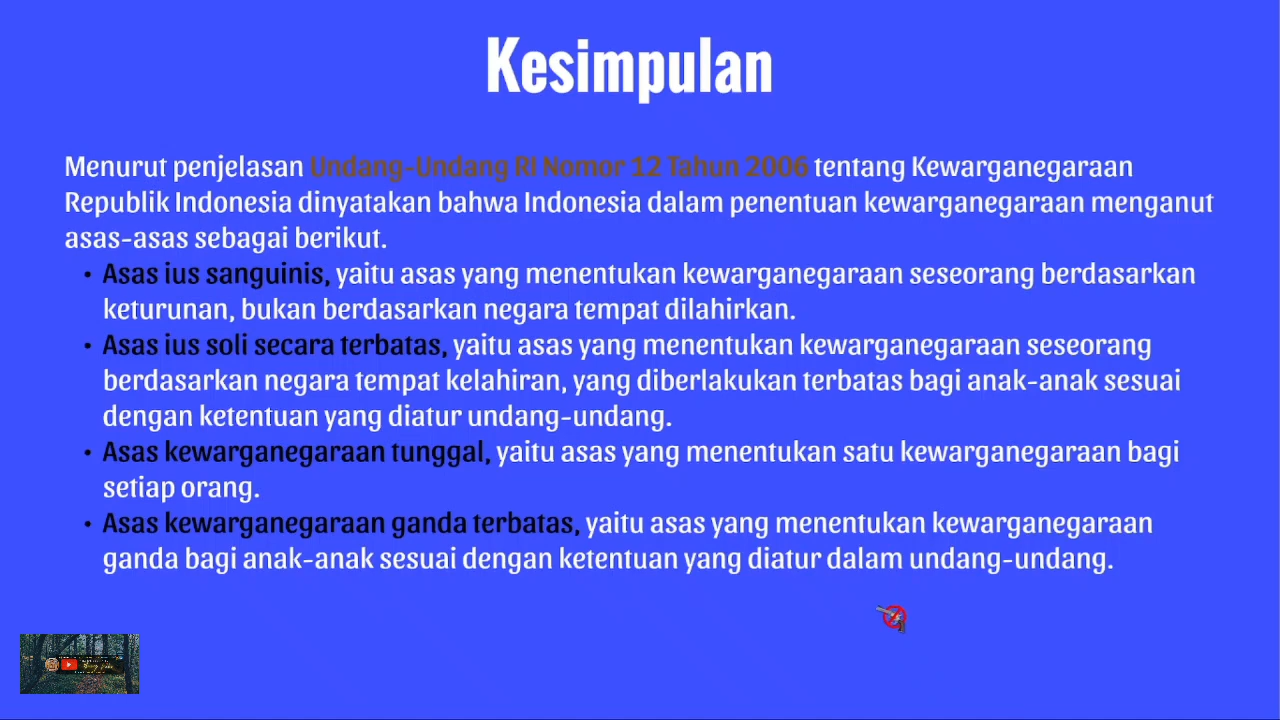 Kesimpulan
Menurut penjelasan Undang-Undang RI Nomor 12 Tahun 2006 tentang Kewarganegaraan
Republik Indonesia dinyatakan bahwa Indonesia dalam penentuan kewarganegaraan menganut
asas-asas sebagai berikut.
• Asas ius sanguinis, yaitu asas yang menentukan kewarganegaraan seseorang berdasarkan
keturunan, bukan berdasarkan negara tempat dilahirkan.
• Asas ius soli secara terbatas, yaitu asas yang menentukan kewarganegaraan seseorang
berdasarkan negara tempat kelahiran, yang diberlakukan terbatas bagi anak-anak sesuai
dengan ketentuan yang diatur undang-undang.
• Asas kewarganegaraan tunggal, yaitu asas yang menentukan satu kewarganegaraan bagi
setiap orang.
• Asas kewarganegaraan ganda terbatas, yaitu asas yang menentukan kewarganegaraan
ganda bagi anak-anak sesuai dengan ketentuan yang diatur dalam undang-undang.